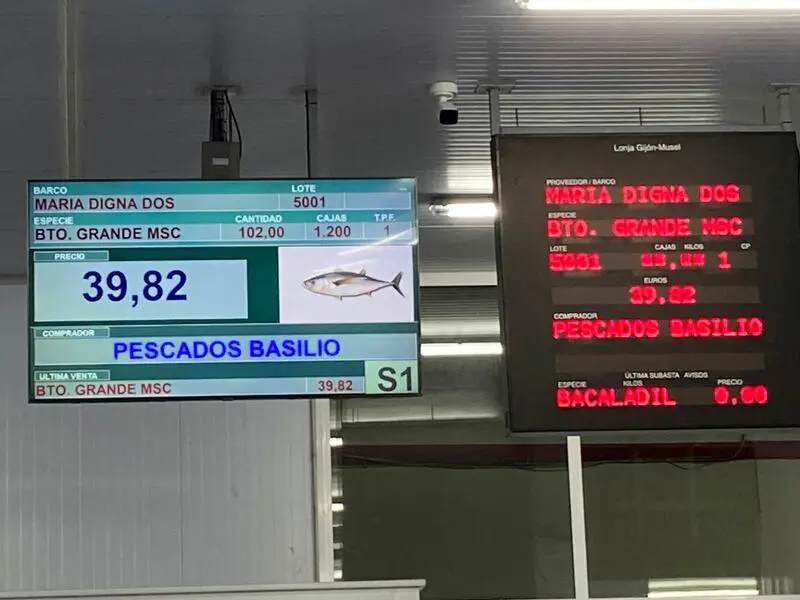 BARCO LOTE
MARIA DIGNA DOS 5001
ESPECIE CANTIDAD CAJAS T.P.F.
BTO. GRANDE MSC 102,00 1.200 1
PRECIO
39,82
COMPRADOR
PESCADOS BASILIO
ULTIMA VENTA
BTO. GRANDE MSC 39,82 S1
Lonja Gijón-Musel
PROVEEDOR / BARCO
MARIA DIGNA DOS
ESPECIE
BTO. GRANDE MSC
LOTE CAJAS KILOS CP
5001 1
EUROS
39,82
COMPRADOR
PESCADOS BASILIO
ÚLTIMA SUBASTA AVISOS
ESPECIE KILOS PRECIO
BACALADIL 0,00